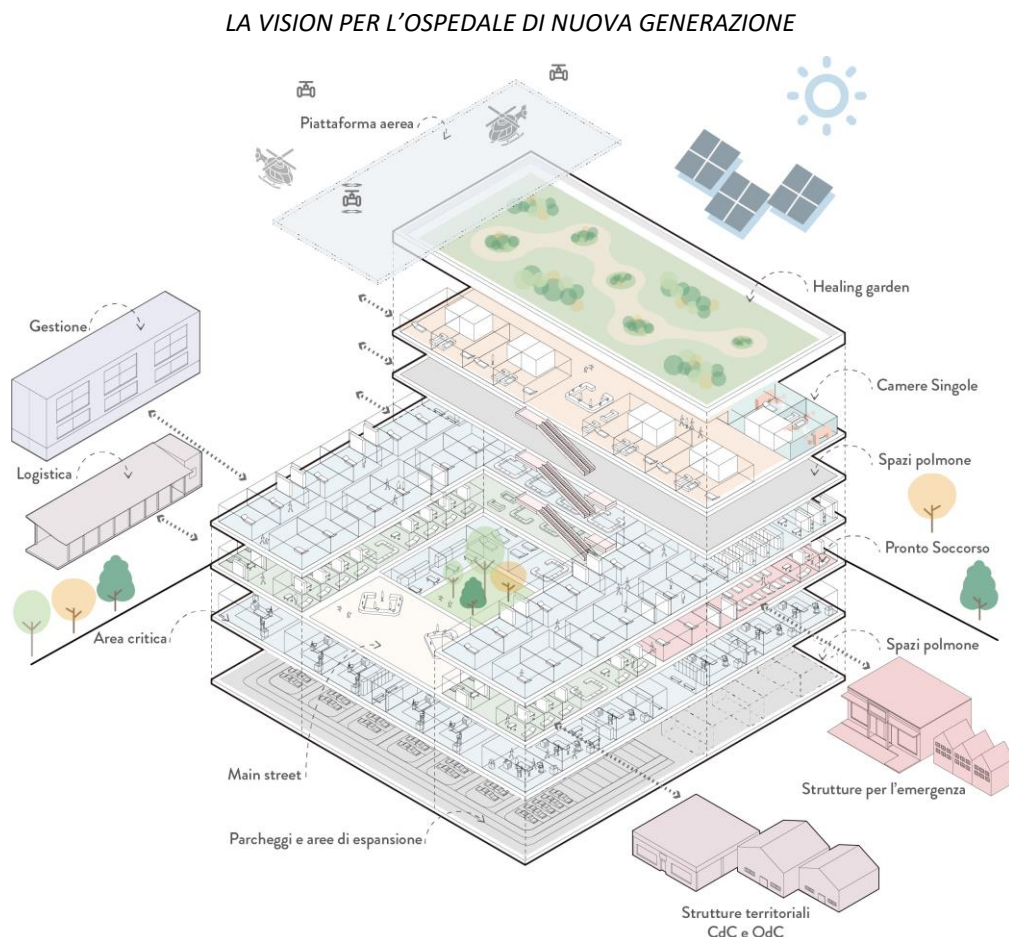 LA VISION PER L’OSPEDALE DI NUOVA GENERAZIONE
Piattaforma aerea
Healing garden
Gestione
Camere Singole
Logistica
Spazi polmone
Pronto Soccorso
Area critica
Spazi polmone
Main street
Strutture per l’emergenza
Parcheggi e aree di espansione
Strutture territoriali
CdC e OdC